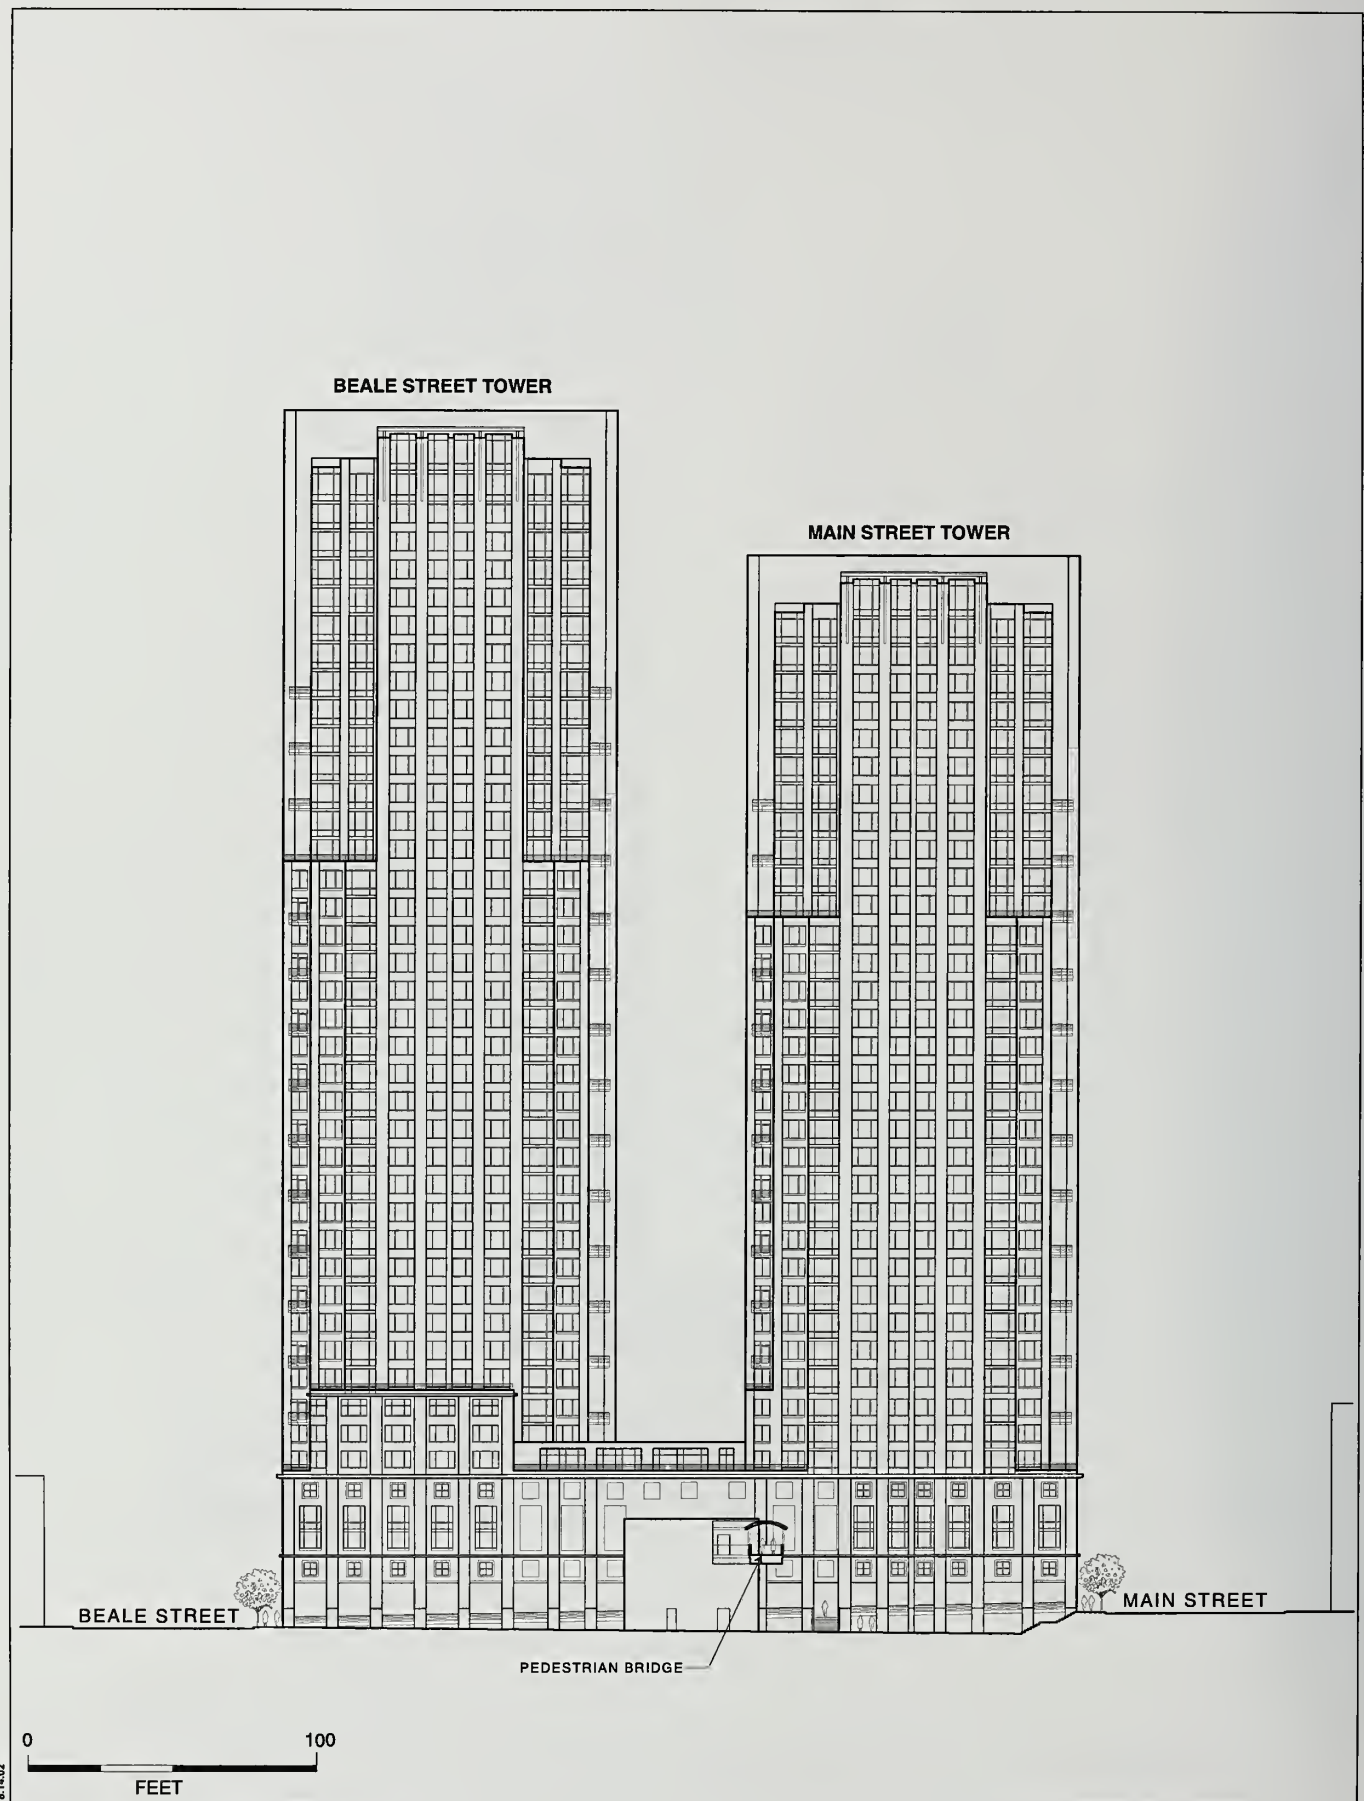 BEALE STREET TOWER
MAIN STREET TOWER
BEALE STREET
MAIN STREET
PEDESTRIAN BRIDGE
0 100
FEET